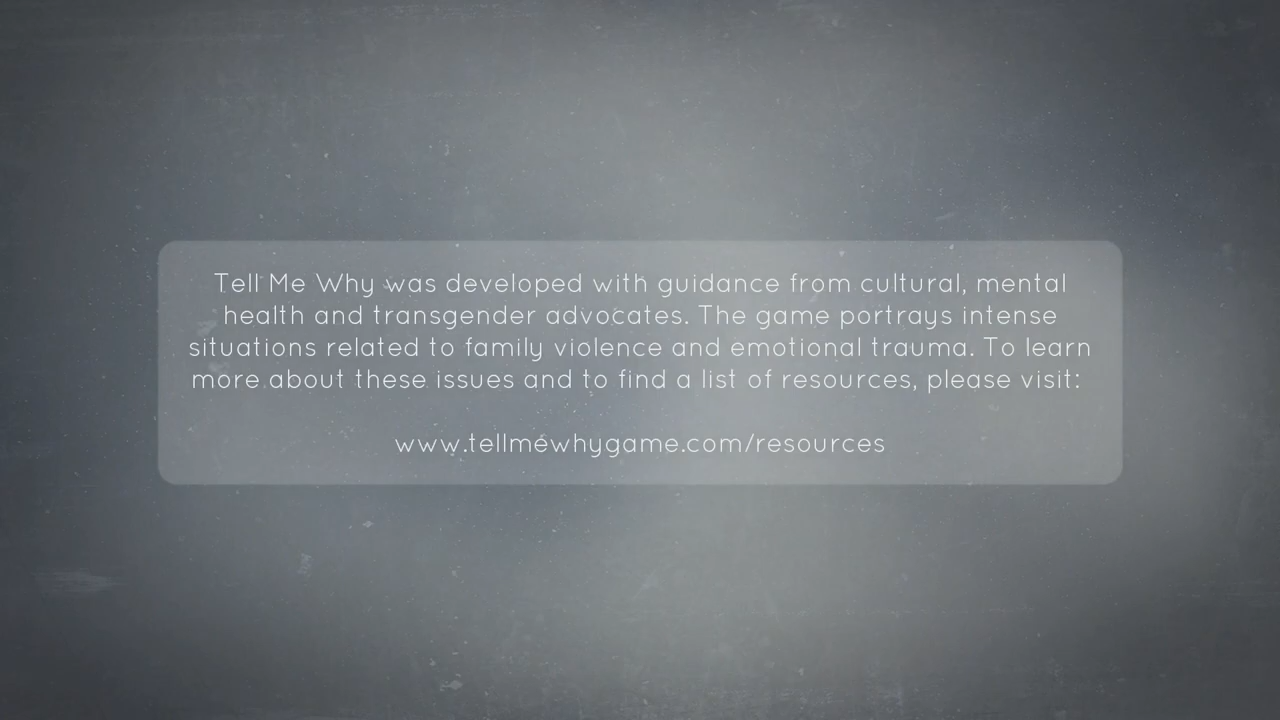 Tell Me Why was developed with guidance from cultural, mental
health and transgender advocates. The game portrays intense
situations related to family violence and emotional trauma. To learn
more about these issues and to find a list of resources, please visit:
www.tellmewhygame.com/resources